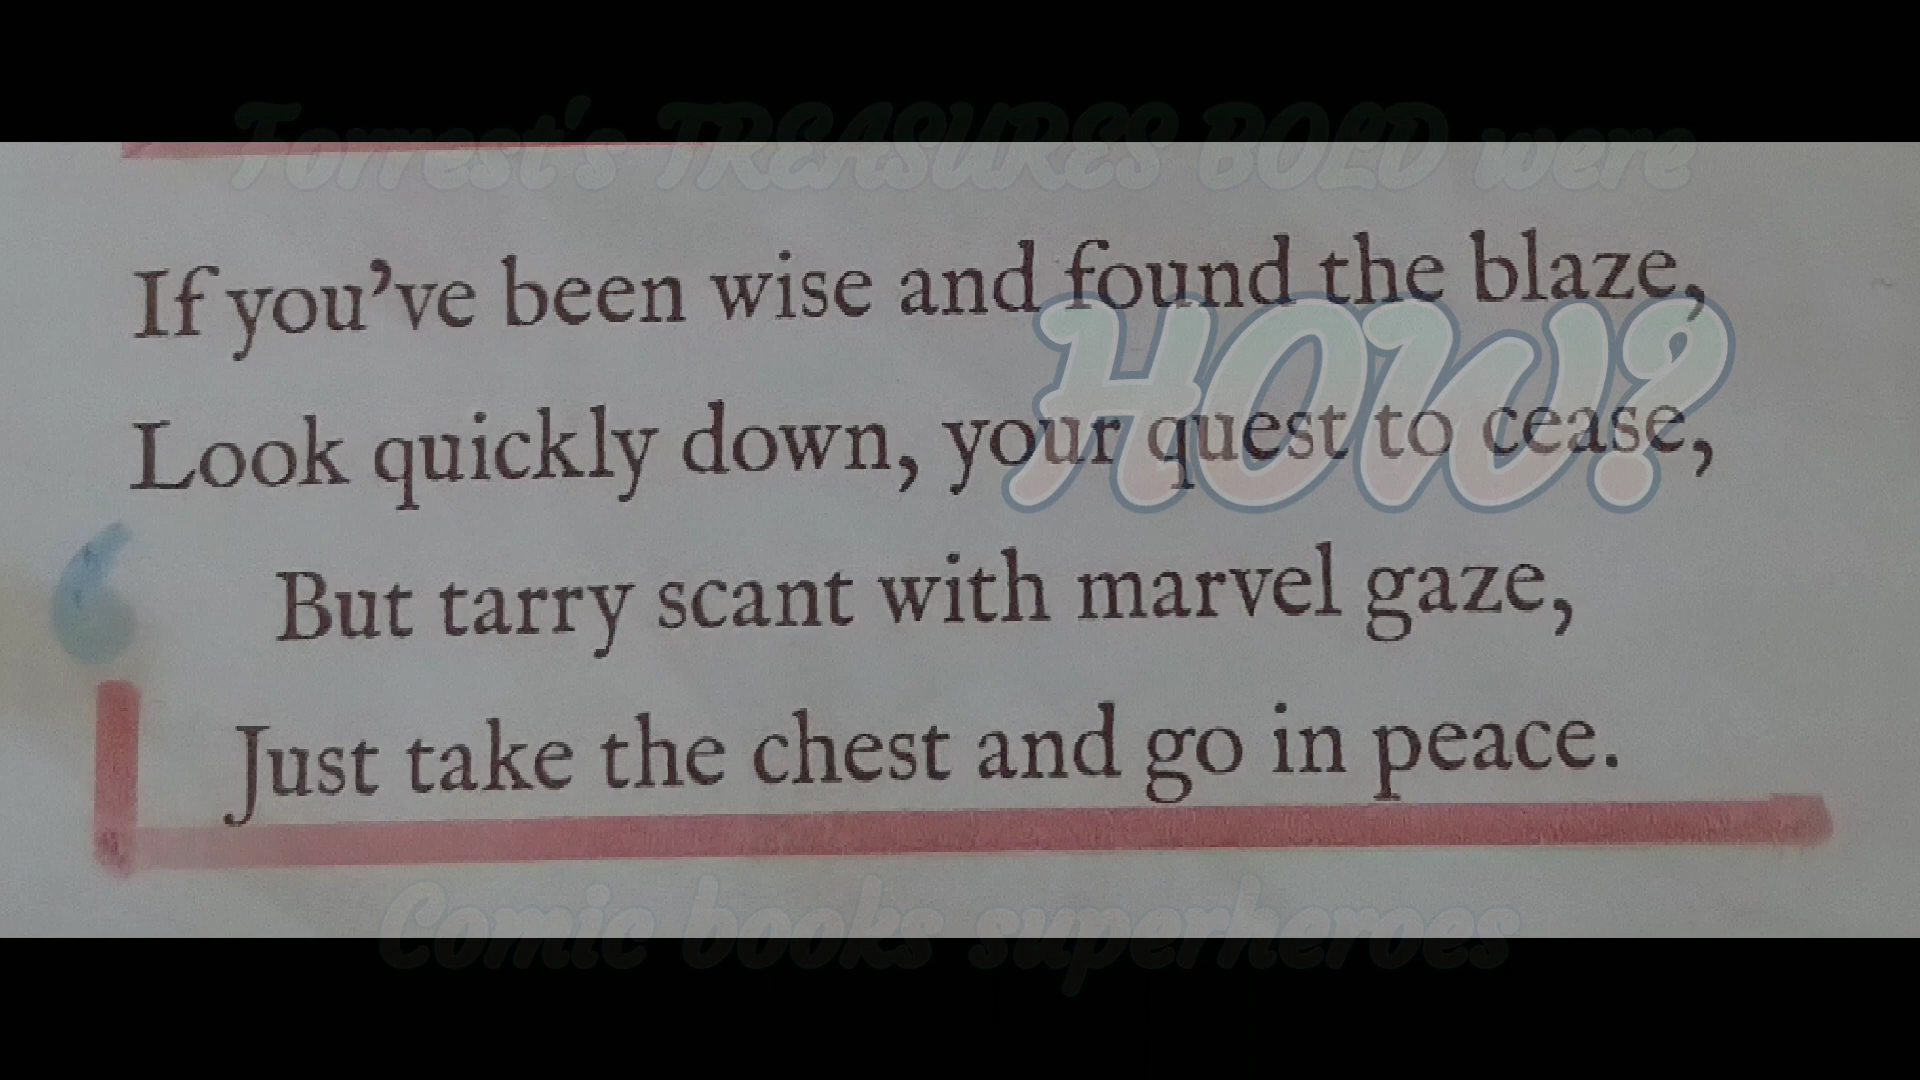 Forrest's TREASURES BOLD were
If you've been wise and found the blaze,
HOW?
Look quickly down, your quest to cease,
But tarry scant with marvel gaze,
Just take the chest and go in peace.
Comic books superheroes